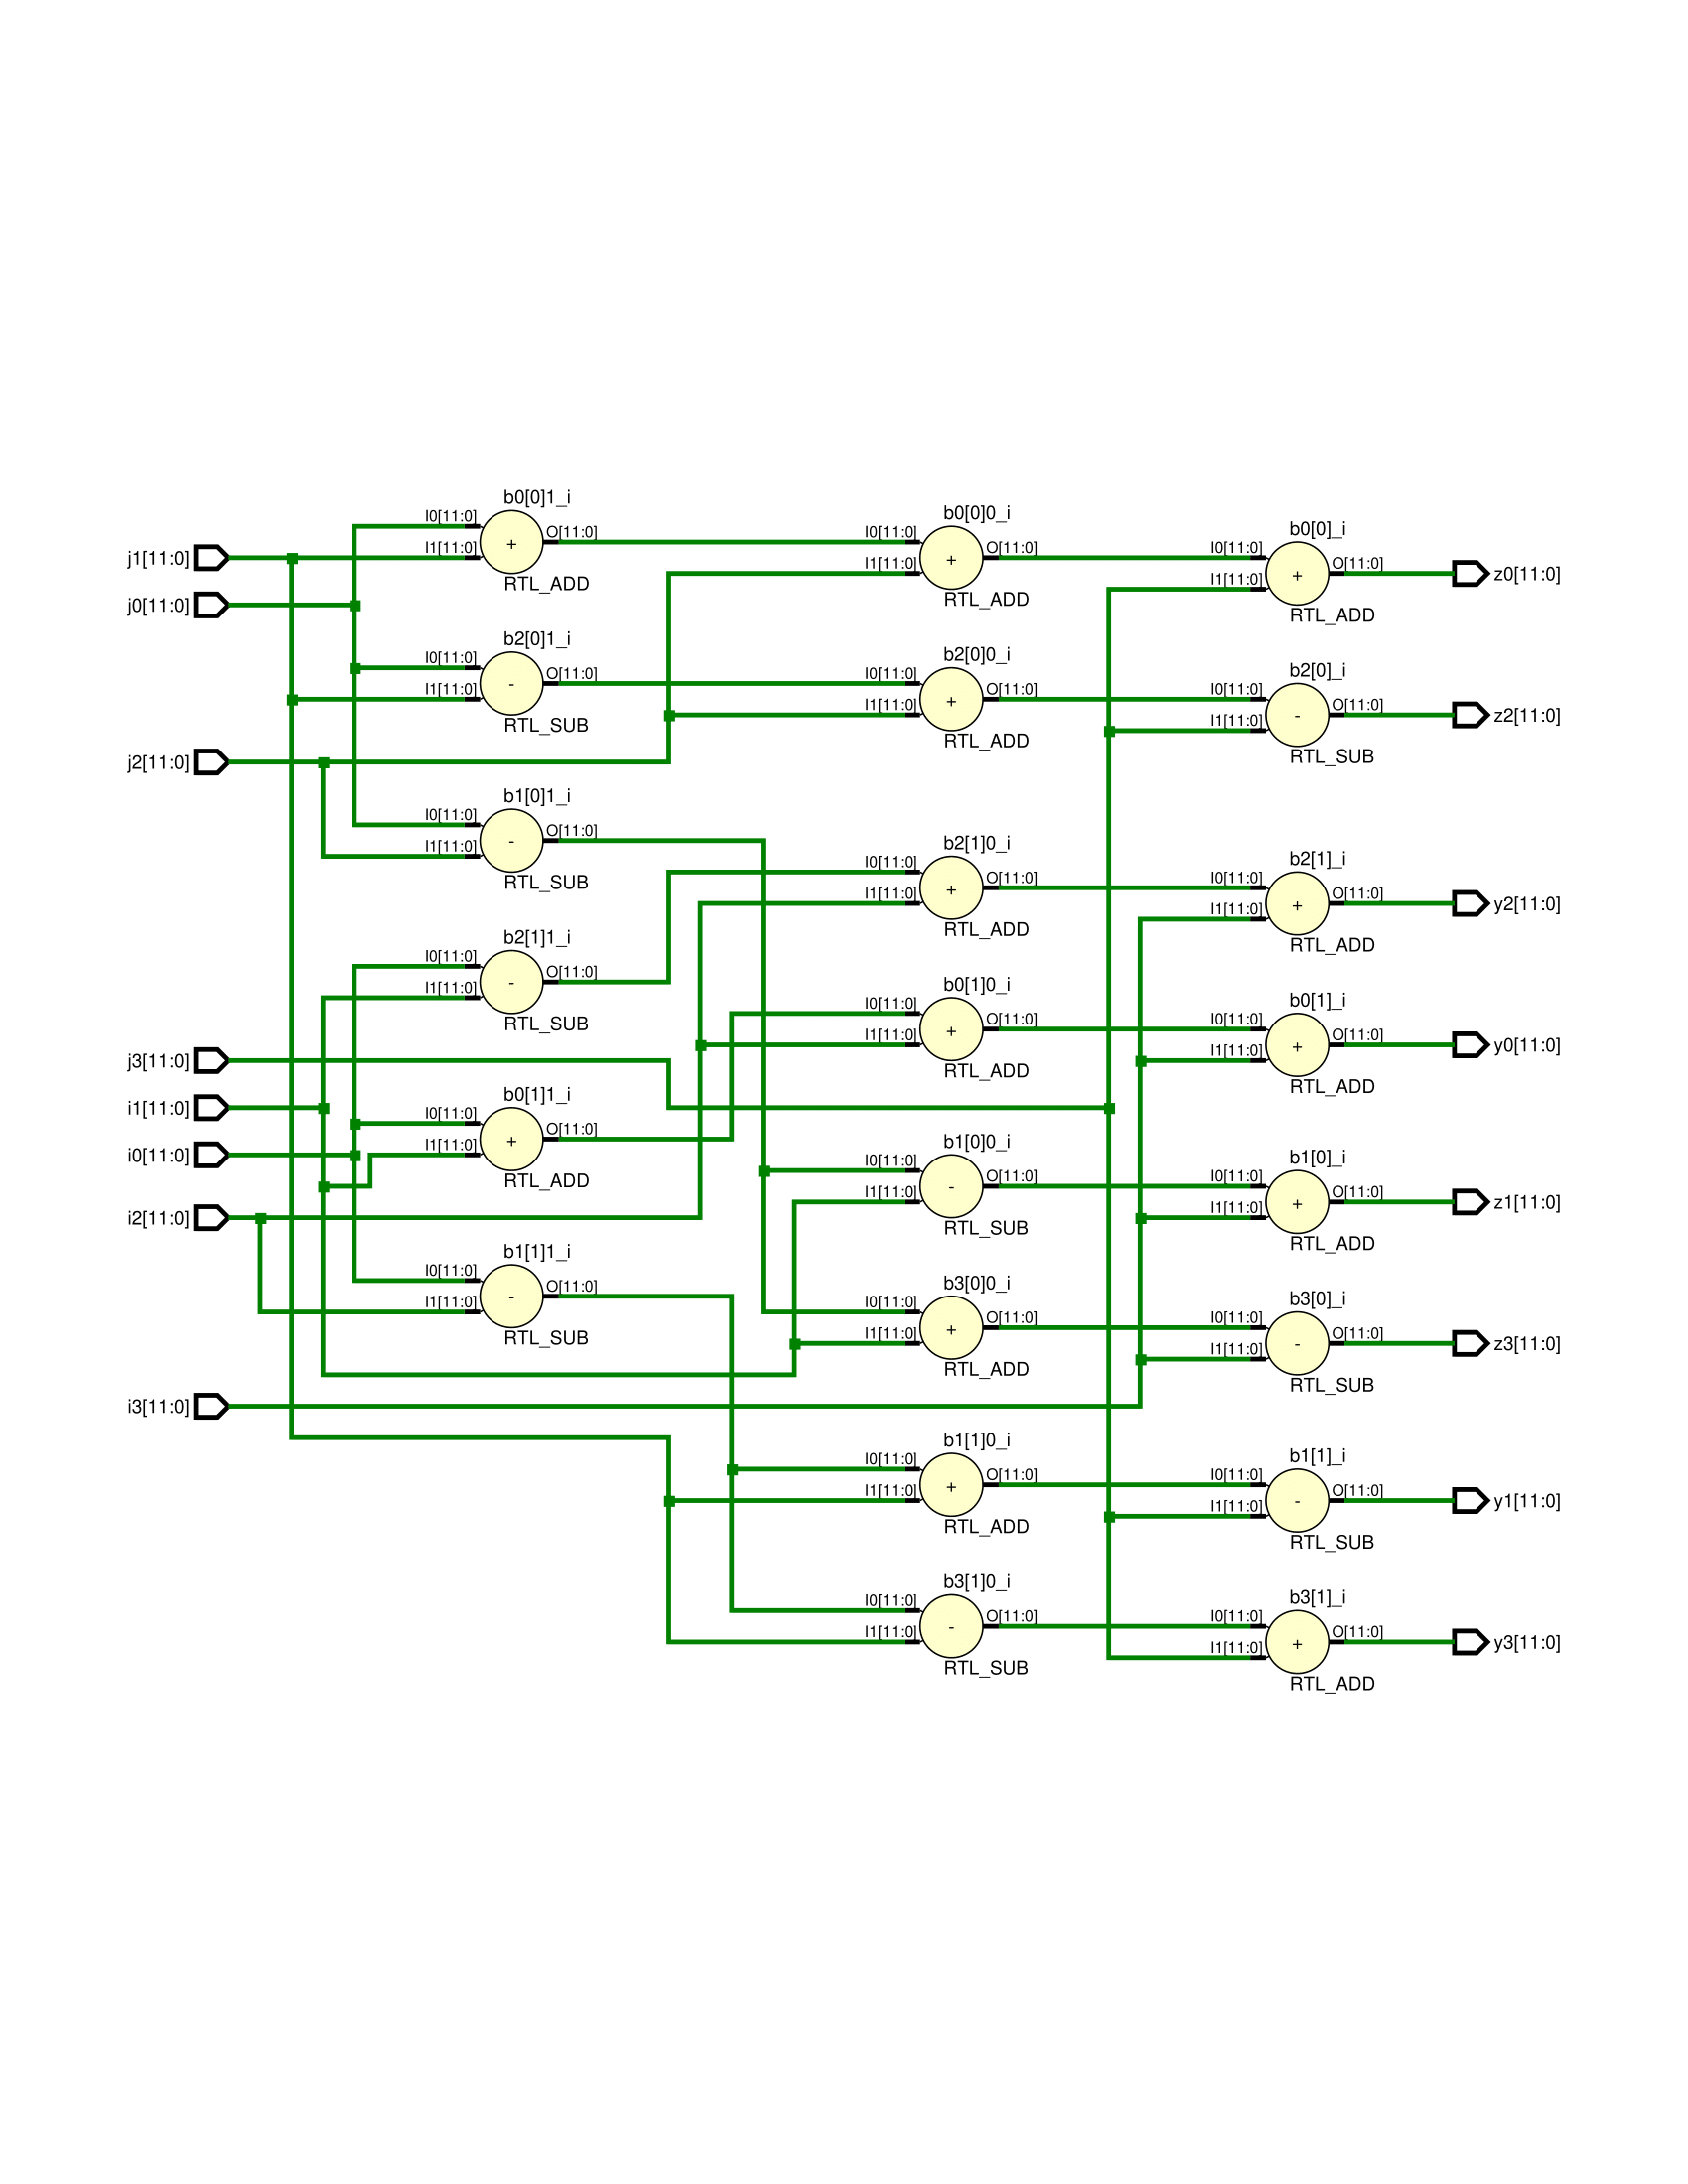 j1[11:0]
j0[11:0]
j2[11:0]
j3[11:0]
i1[11:0]
i0[11:0]
i2[11:0]
i3[11:0]
b0[0]1_i
I0[11:0]
I1[11:0]
+
O[11:0]
RTL_ADD
b2[0]1_i
I0[11:0]
I1[11:0]
-
O[11:0]
RTL_SUB
b1[0]1_i
I0[11:0]
I1[11:0]
-
O[11:0]
RTL_SUB
b2[1]1_i
I0[11:0]
I1[11:0]
-
O[11:0]
RTL_SUB
b0[1]1_i
I0[11:0]
I1[11:0]
+
O[11:0]
RTL_ADD
b1[1]1_i
I0[11:0]
I1[11:0]
-
O[11:0]
RTL_SUB
b0[0]0_i
I0[11:0]
I1[11:0]
+
O[11:0]
RTL_ADD
b2[0]0_i
I0[11:0]
I1[11:0]
+
O[11:0]
RTL_ADD
b2[1]0_i
I0[11:0]
I1[11:0]
+
O[11:0]
RTL_ADD
b0[1]0_i
I0[11:0]
I1[11:0]
+
O[11:0]
RTL_ADD
b1[0]0_i
I0[11:0]
I1[11:0]
-
O[11:0]
RTL_SUB
b3[0]0_i
I0[11:0]
I1[11:0]
+
O[11:0]
RTL_ADD
b1[1]0_i
I0[11:0]
I1[11:0]
+
O[11:0]
RTL_ADD
b3[1]0_i
I0[11:0]
I1[11:0]
-
O[11:0]
RTL_SUB
b0[0]_i
I0[11:0]
I1[11:0]
+
O[11:0]
RTL_ADD
b2[0]_i
I0[11:0]
I1[11:0]
-
O[11:0]
RTL_SUB
b2[1]_i
I0[11:0]
I1[11:0]
+
O[11:0]
RTL_ADD
b0[1]_i
I0[11:0]
I1[11:0]
+
O[11:0]
RTL_ADD
b1[0]_i
I0[11:0]
I1[11:0]
+
O[11:0]
RTL_ADD
b3[0]_i
I0[11:0]
I1[11:0]
-
O[11:0]
RTL_SUB
b1[1]_i
I0[11:0]
I1[11:0]
-
O[11:0]
RTL_SUB
b3[1]_i
I0[11:0]
I1[11:0]
+
O[11:0]
RTL_ADD
z0[11:0]
z2[11:0]
y2[11:0]
y0[11:0]
z1[11:0]
z3[11:0]
y1[11:0]
y3[11:0]